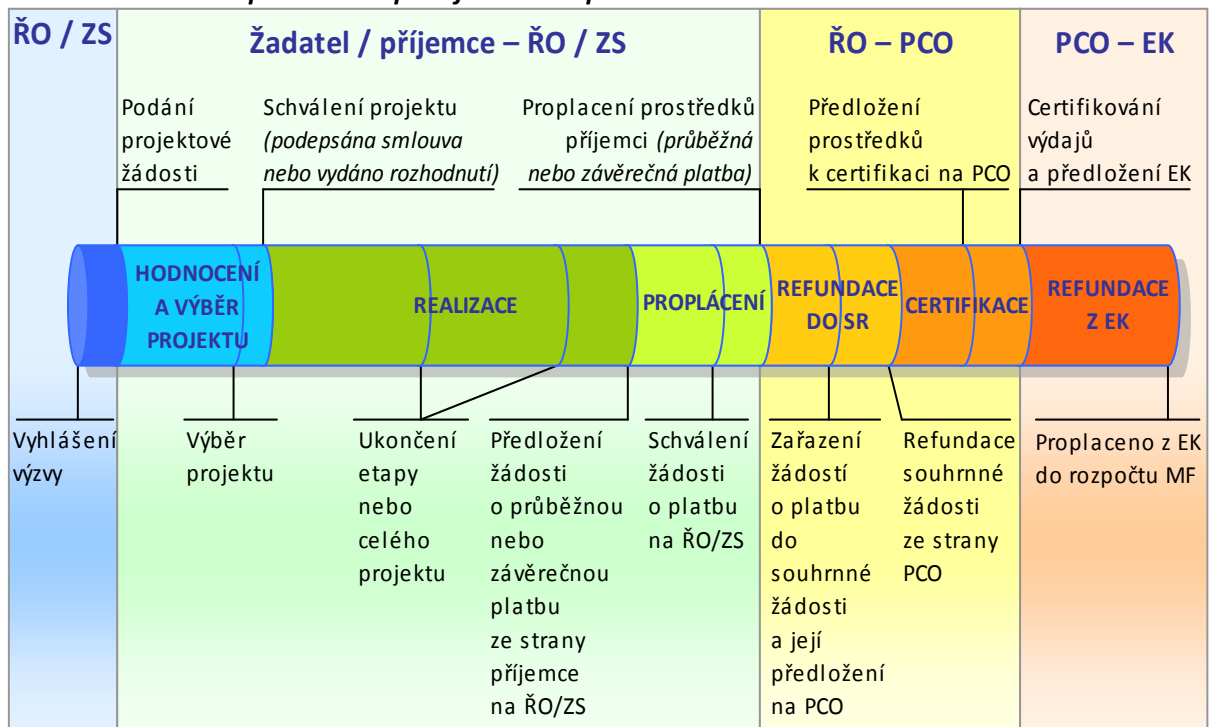 ŘO / ZS
Žadatel / příjemce – ŘO / ZS
ŘO – PCO
PCO – EK
Podání
projektové
žádosti
Schválení projektu
(podepsána smlouva
nebo vydáno rozhodnutí)
Proplacení prostředků
příjemci (průběžná
nebo závěrečná platba)
Předložení
prostředků
k certifikaci na PCO
Certifikování
výdajů
a předložení EK
HODNOCENÍ
A VÝBĚR
PROJEKTU
REALIZACE
PROPLÁCENÍ
REFUNDACE
DO SR
CERTIFIKACE
REFUNDACE
Z EK
Vyhlášení
výzvy
Výběr
projektu
Ukončení
etapy
nebo
celého
projektu
Předložení
žádosti
o průběžnou
nebo
závěrečnou
platbu
ze strany
příjemce
na ŘO/ZS
Schválení
žádosti
o platbu
na ŘO/ZS
Zařazení
žádostí
o platbu
do
souhrnné
žádosti
a její
předložení
na PCO
Refundace
souhrnné
žádosti
ze strany
PCO
Proplaceno z EK
do rozpočtu MF